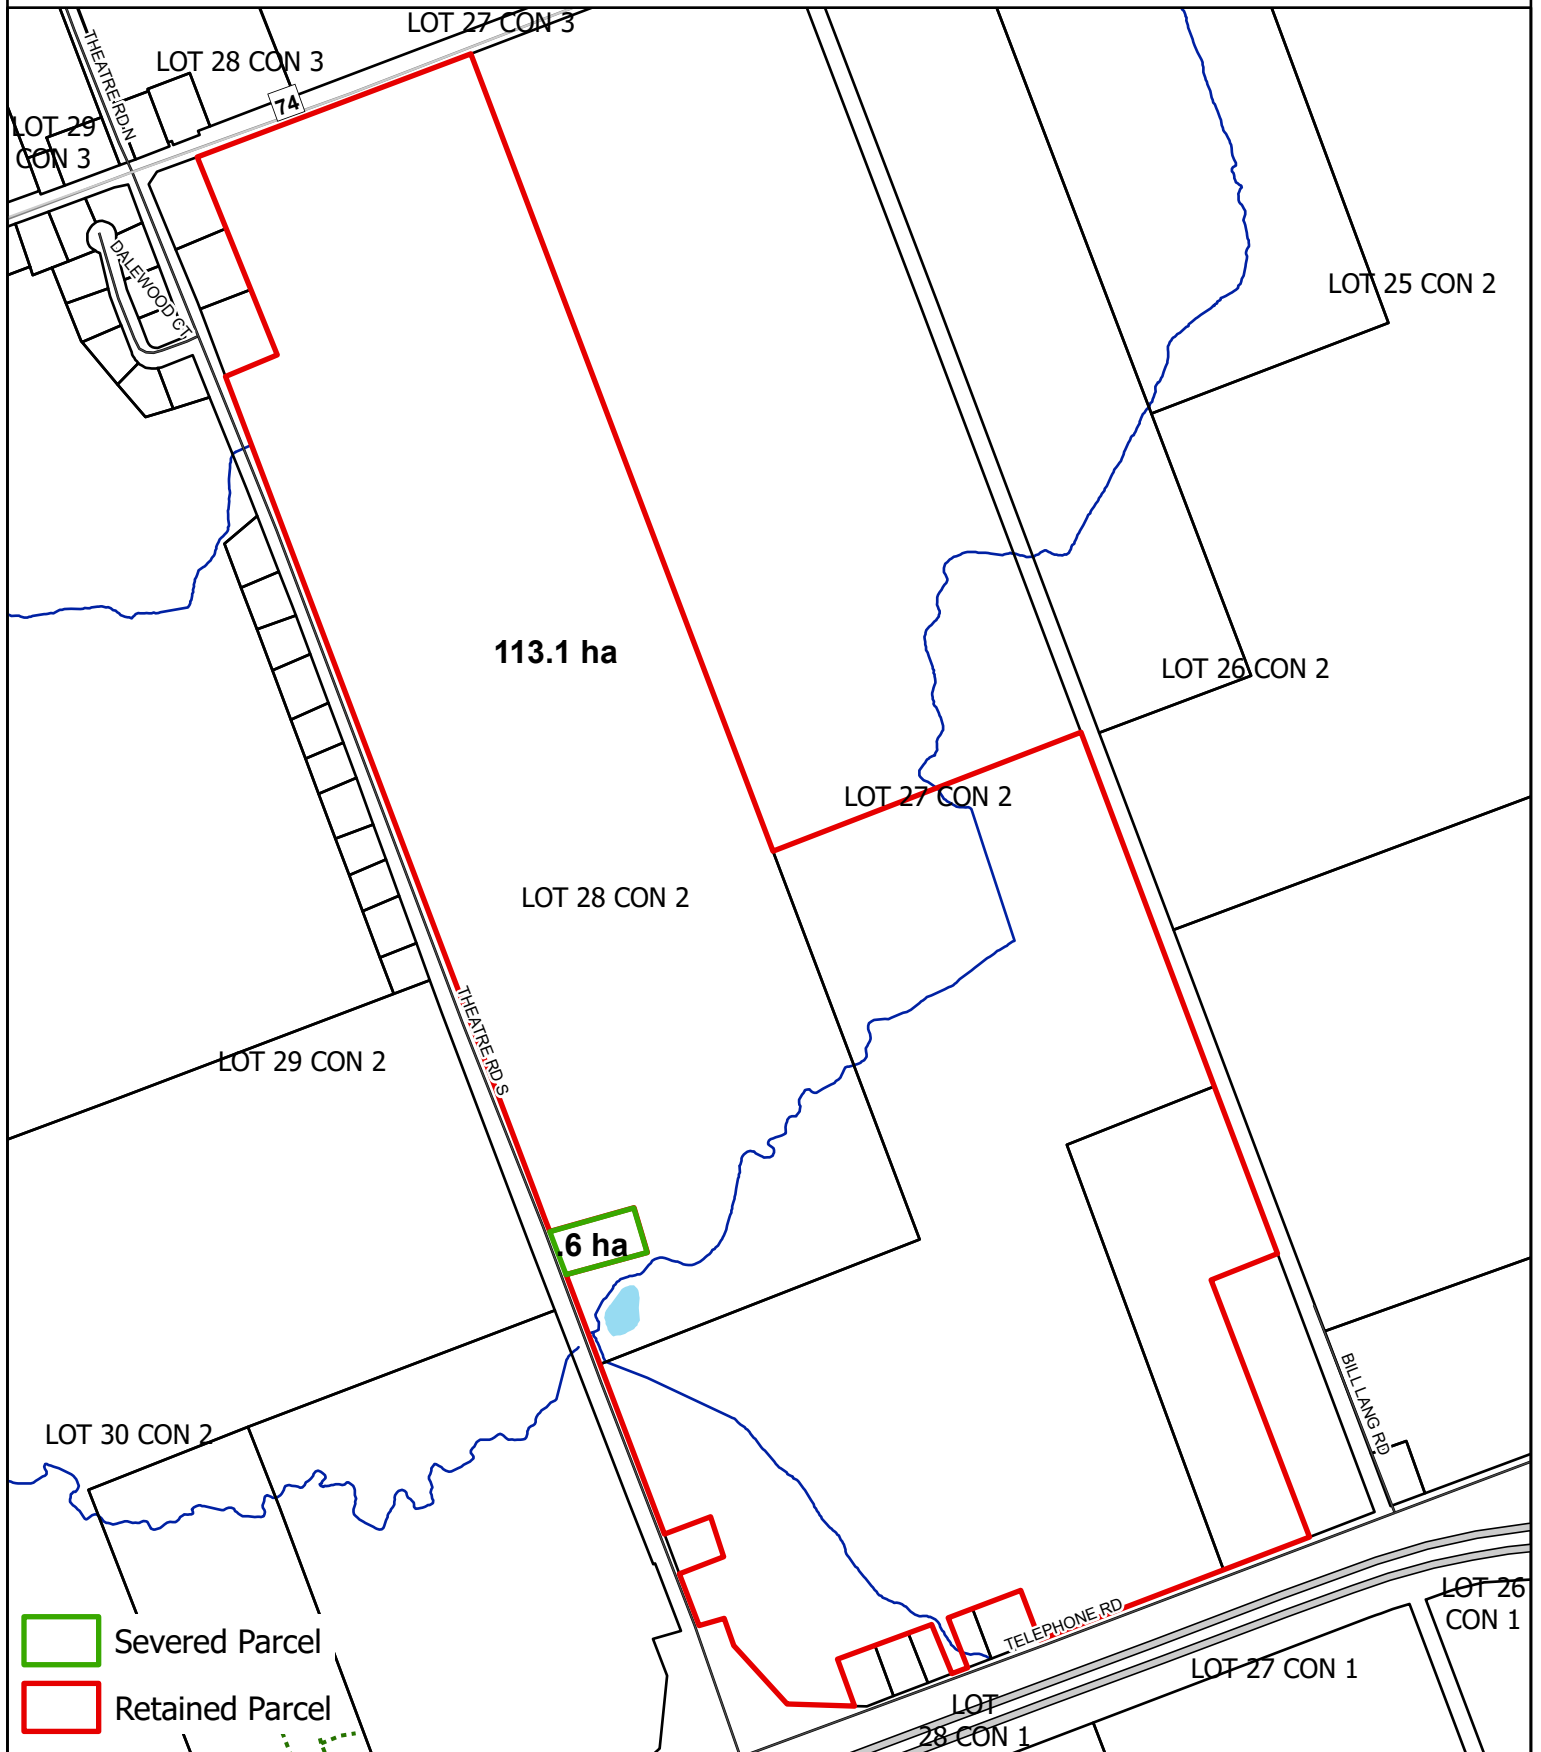 LOT 27 CON 3
THEATRE RD N
LOT 28 CON 3
74
LOT 29
CON 3
DALEWOOD CT
LOT 25 CON 2
113.1 ha
LOT 26 CON 2
LOT 27 CON 2
LOT 28 CON 2
THEATRE RD S
LOT 29 CON 2
.6 ha
BILL LANG RD
LOT 30 CON 2
TELEPHONE RD
LOT 26
CON 1
Severed Parcel
LOT 27 CON 1
Retained Parcel
LOT
28 CON 1